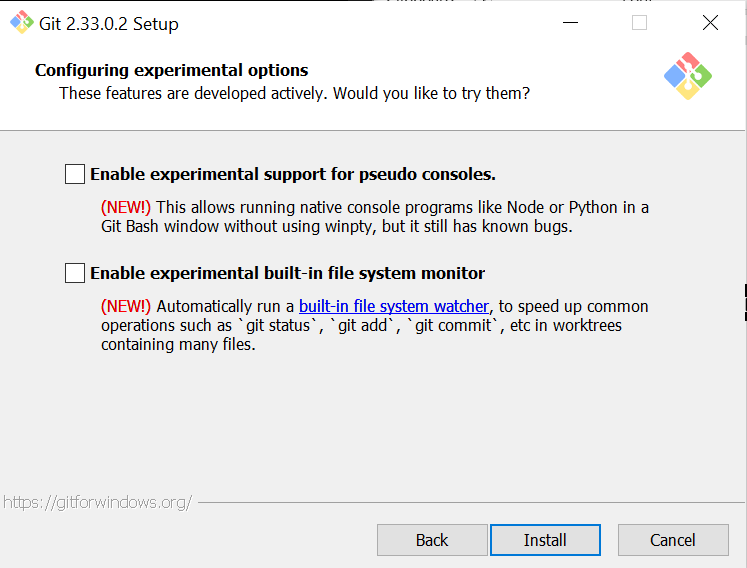 Git 2.33.0.2 Setup
Configuring experimental options
These features are developed actively. Would you like to try them?
Enable experimental support for pseudo consoles.
(NEW!) This allows running native console programs like Node or Python in a
Git Bash window without using winpty, but it still has known bugs.
Enable experimental built-in file system monitor
(NEW!) Automatically run a built-in file system watcher, to speed up common
operations such as `git status`, `git add`, `git commit`, etc in worktrees
containing many files.
https://gitforwindows.org/
Back
Install
Cancel